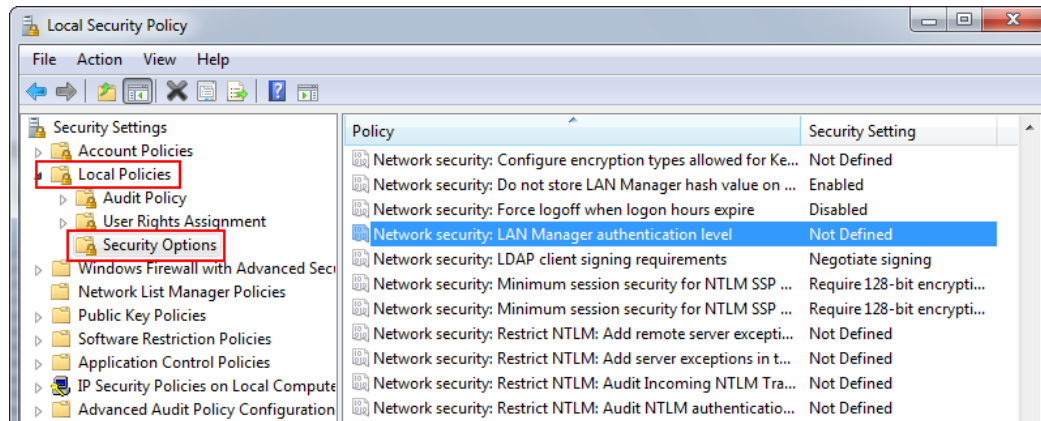 Local Security Policy
File Action View Help
Security Settings
Account Policies
Local Policies
Audit Policy
User Rights Assignment
Security Options
Windows Firewall with Advanced Secu
Network List Manager Policies
Public Key Policies
Software Restriction Policies
Application Control Policies
IP Security Policies on Local Compute
Advanced Audit Policy Configuration
Policy Security Setting
Network security: Configure encryption types allowed for Ke... Not Defined
Network security: Do not store LAN Manager hash value on ... Enabled
Network security: Force logoff when logon hours expire Disabled
Network security: LAN Manager authentication level Not Defined
Network security: LDAP client signing requirements Negotiate signing
Network security: Minimum session security for NTLM SSP ... Require 128-bit encrypti...
Network security: Minimum session security for NTLM SSP ... Require 128-bit encrypti...
Network security: Restrict NTLM: Add remote server excepti... Not Defined
Network security: Restrict NTLM: Add server exceptions in t... Not Defined
Network security: Restrict NTLM: Audit Incoming NTLM Tra... Not Defined
Network security: Restrict NTLM: Audit NTLM authenticatio... Not Defined